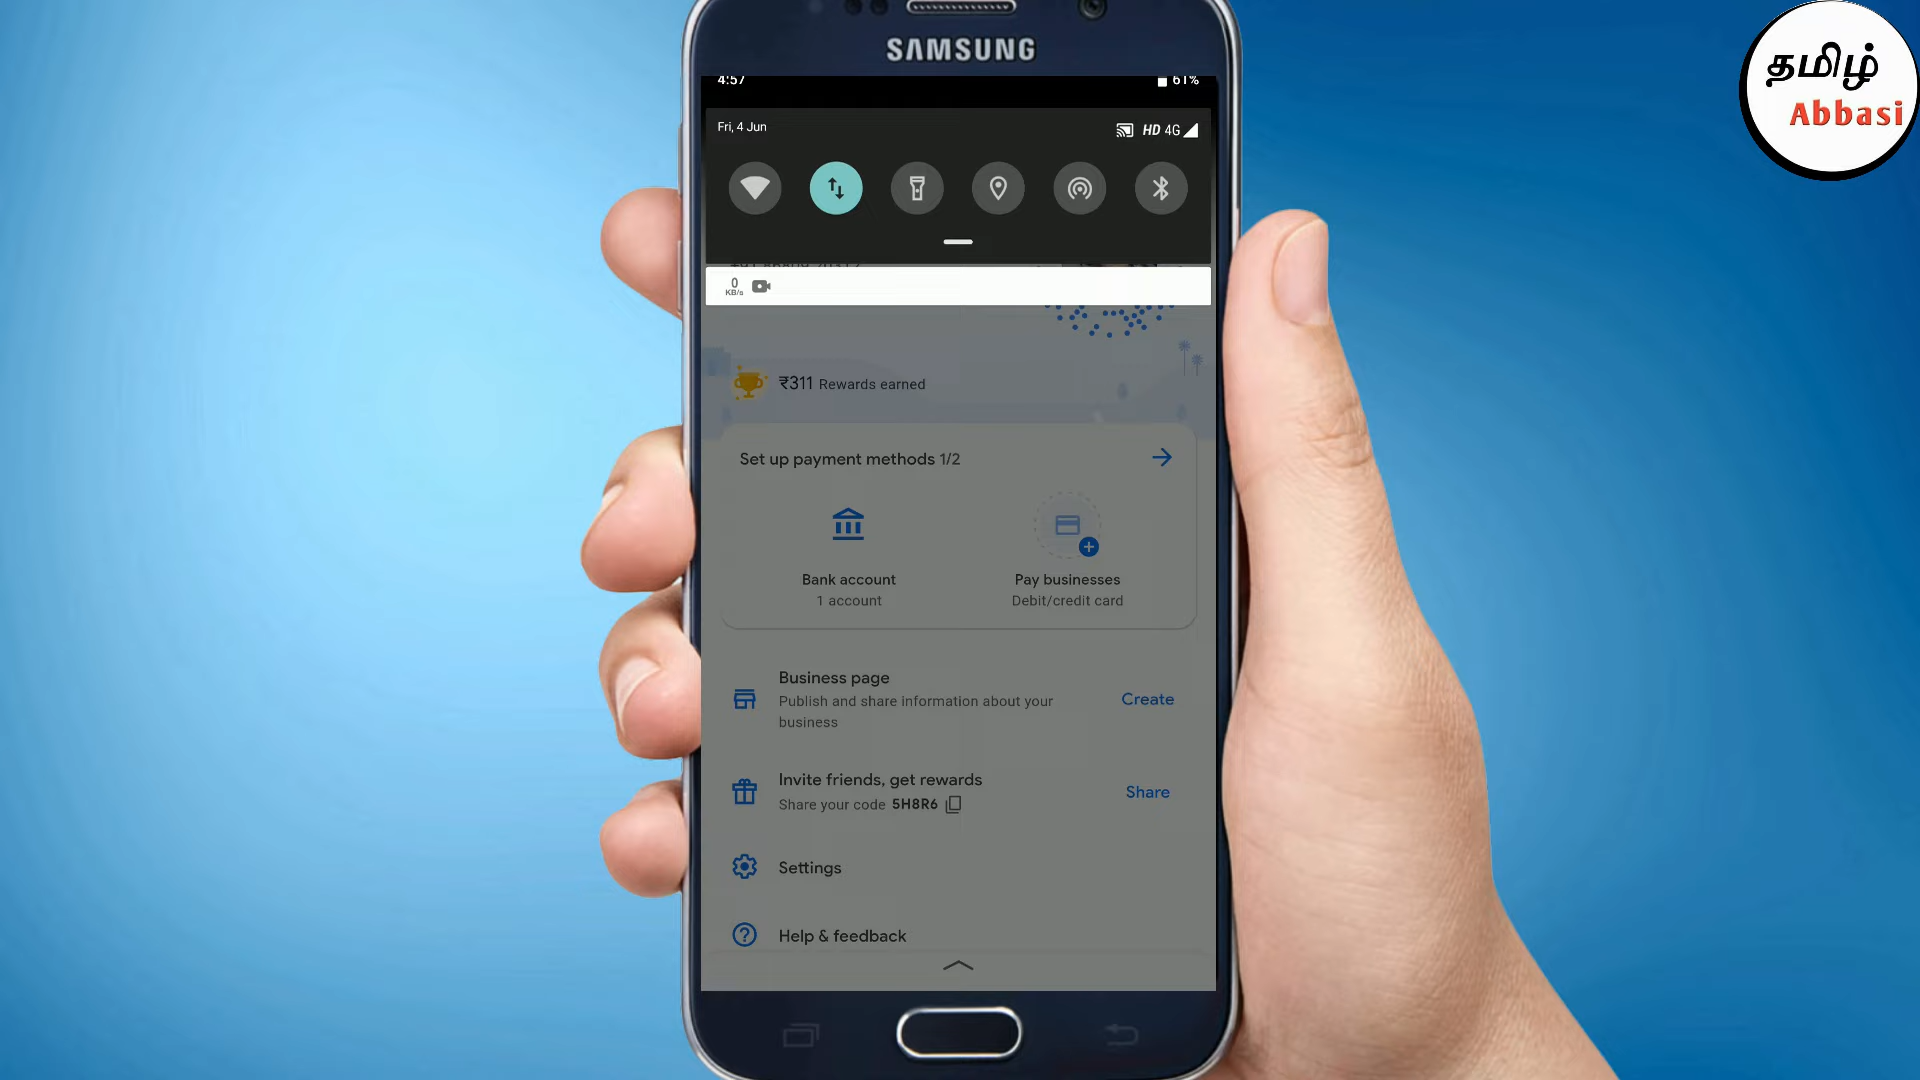 SAMSUNG
4:57
61%
Fri, 4 Jun
HD 4G
0
KB/s
₹311 Rewards earned
Set up payment methods 1/2
Bank account
1 account
Pay businesses
Debit/credit card
Business page
Publish and share information about your
business
Create
Invite friends, get rewards
Share your code 5H8R6
Share
Settings
Help & feedback
தமிழ்
Abbasi